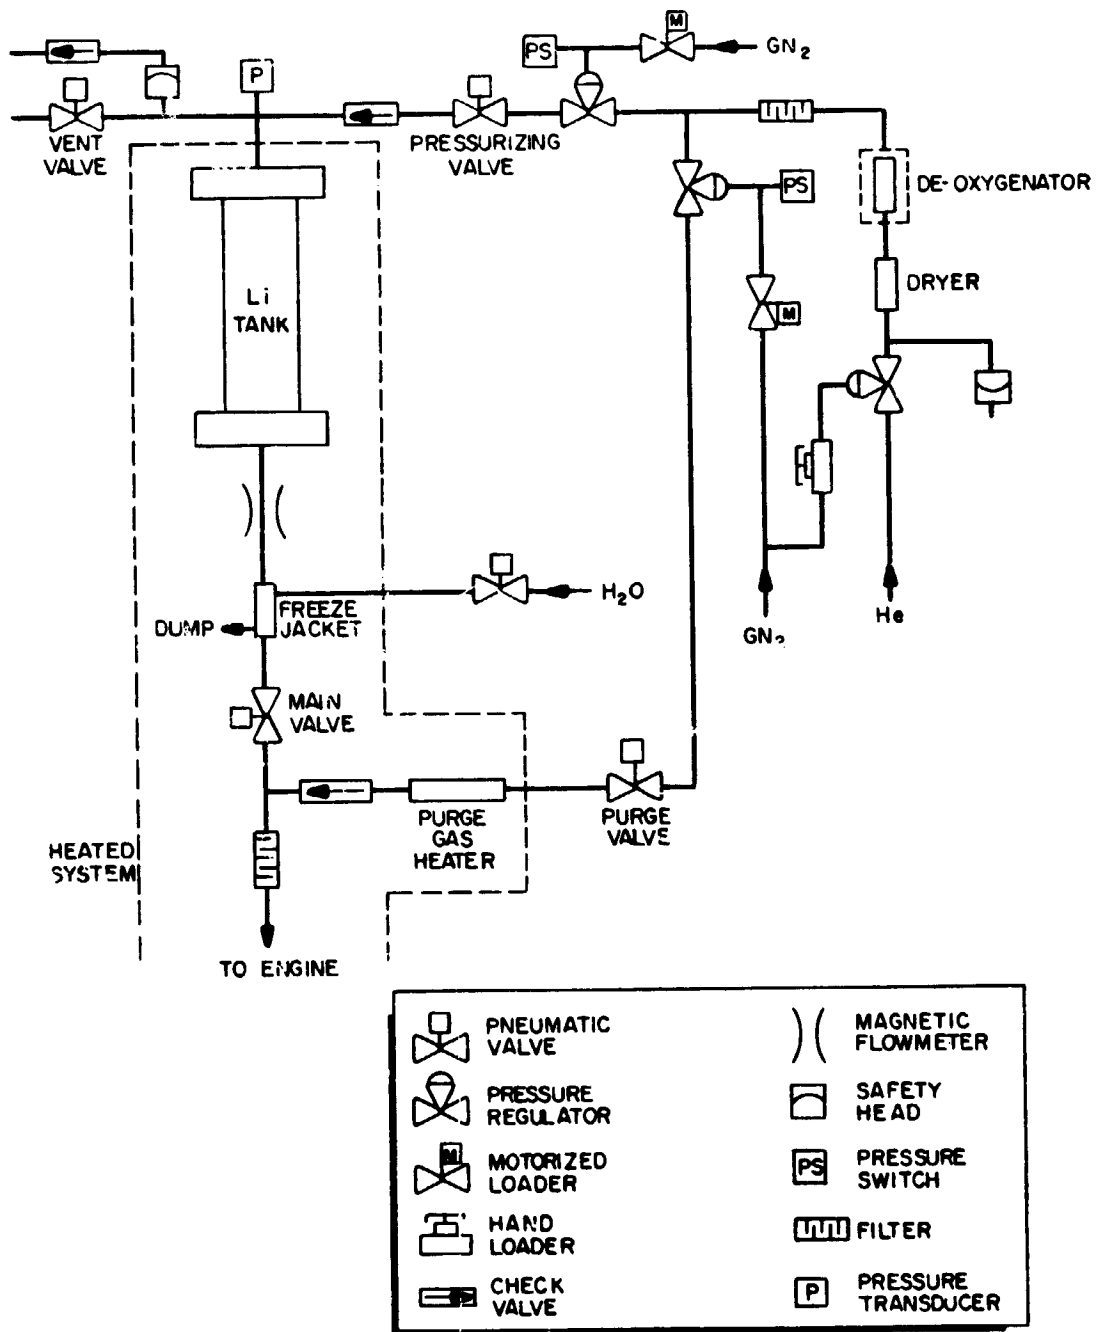 PS
M
GN2
P
VENT
VALVE
PRESSURIZING
VALVE
PS
DE-OXYGENATOR
Li
TANK
DRYER
M
FREEZE
JACKET
H2O
DUMP
GN2
He
MAIN
VALVE
PURGE
GAS
HEATER
PURGE
VALVE
HEATED
SYSTEM
TO ENGINE
PNEUMATIC
VALVE
PRESSURE
REGULATOR
M
MOTORIZED
LOADER
HAND
LOADER
CHECK
VALVE
MAGNETIC
FLOWMETER
SAFETY
HEAD
PS
PRESSURE
SWITCH
FILTER
P
PRESSURE
TRANSDUCER